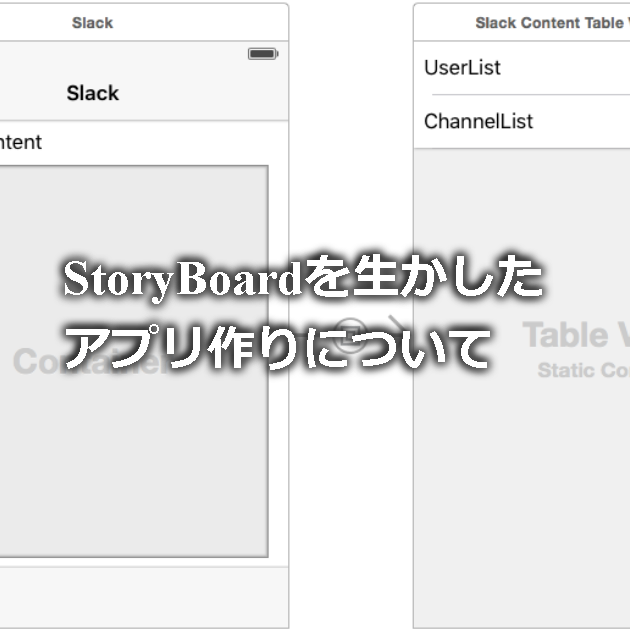 Slack
Slack Content Table
Slack
UserList
ntent
ChannelList
StoryBoardを生かした
アプリ作りについて
Container
Table V
Static Co